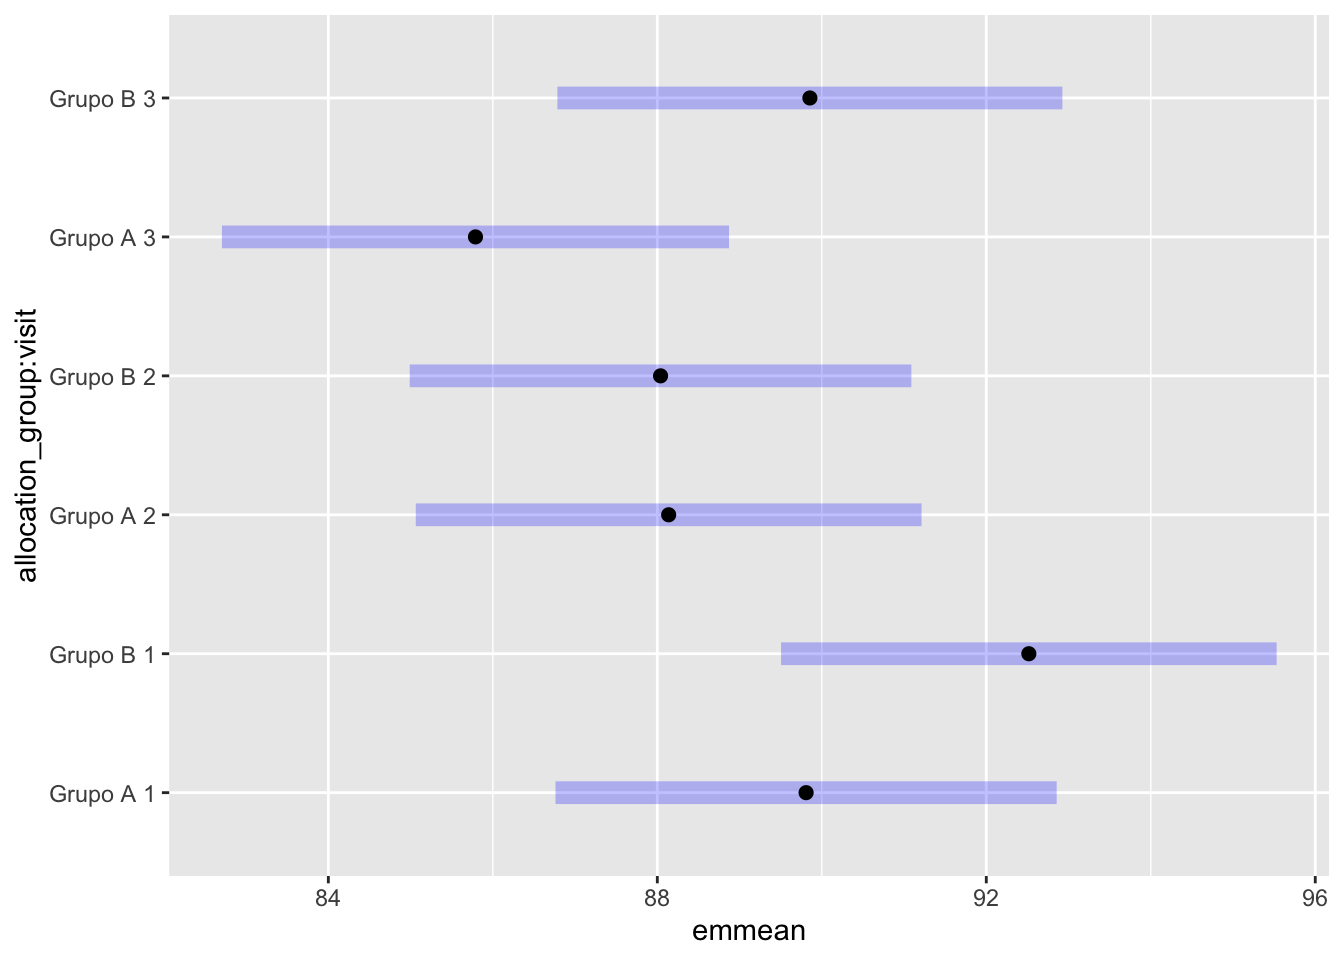 Grupo B 3
Grupo A 3
Grupo B 2
Grupo A 2
Grupo B 1
Grupo A 1
allocation_group:visit
84 88 92 96
emmean